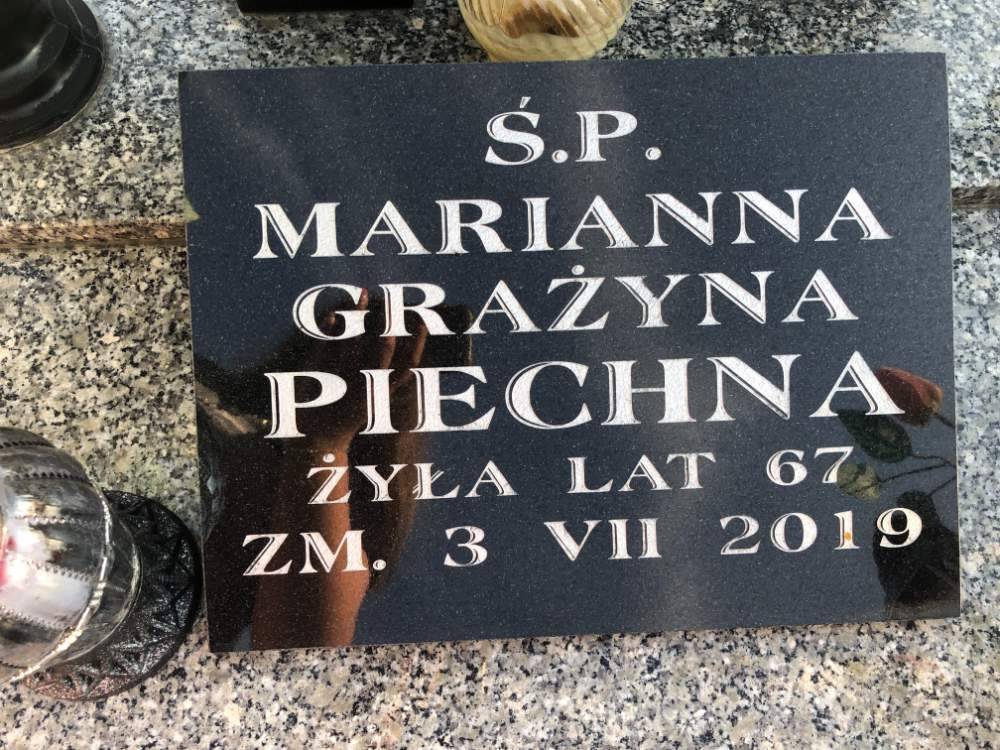 Ś.P.
MARIANNA
GRAŻYNA
PIECHNA
ŻYŁA LAT 67
ZM. 3 VII 2019